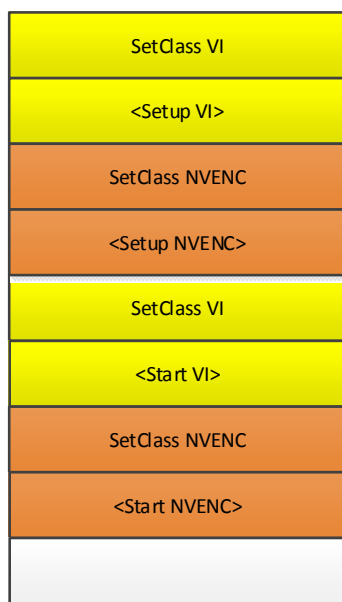 SetClass VI
<Setup VI>
SetClass NVENC
<Setup NVENC>
SetClass VI
<Start VI>
SetClass NVENC
<Start NVENC>